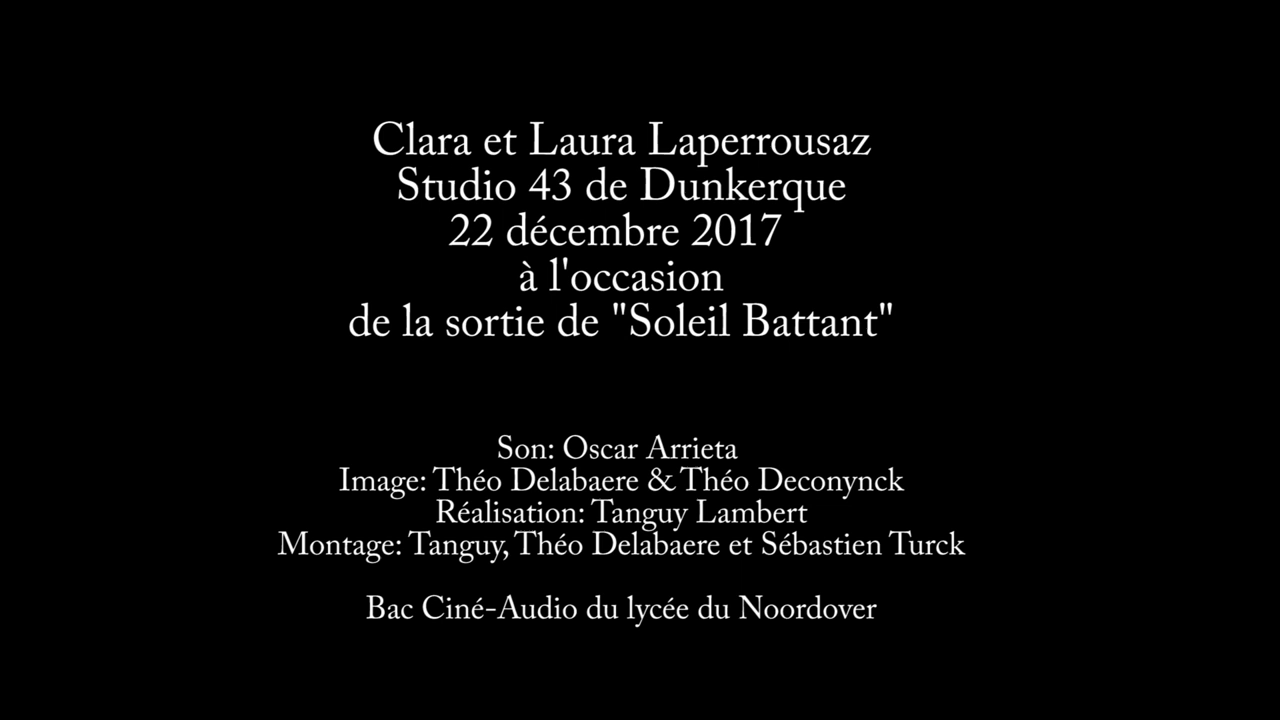 Clara et Laura Laperrousaz
Studio 43 de Dunkerque
22 décembre 2017
à l'occasion
de la sortie de "Soleil Battant"
Son: Oscar Arrieta
Image: Théo Delabaere & Théo Deconynck
Réalisation: Tanguy Lambert
Montage: Tanguy, Théo Delabaere et Sébastien Turck
Bac Ciné-Audio du lycée du Noordover